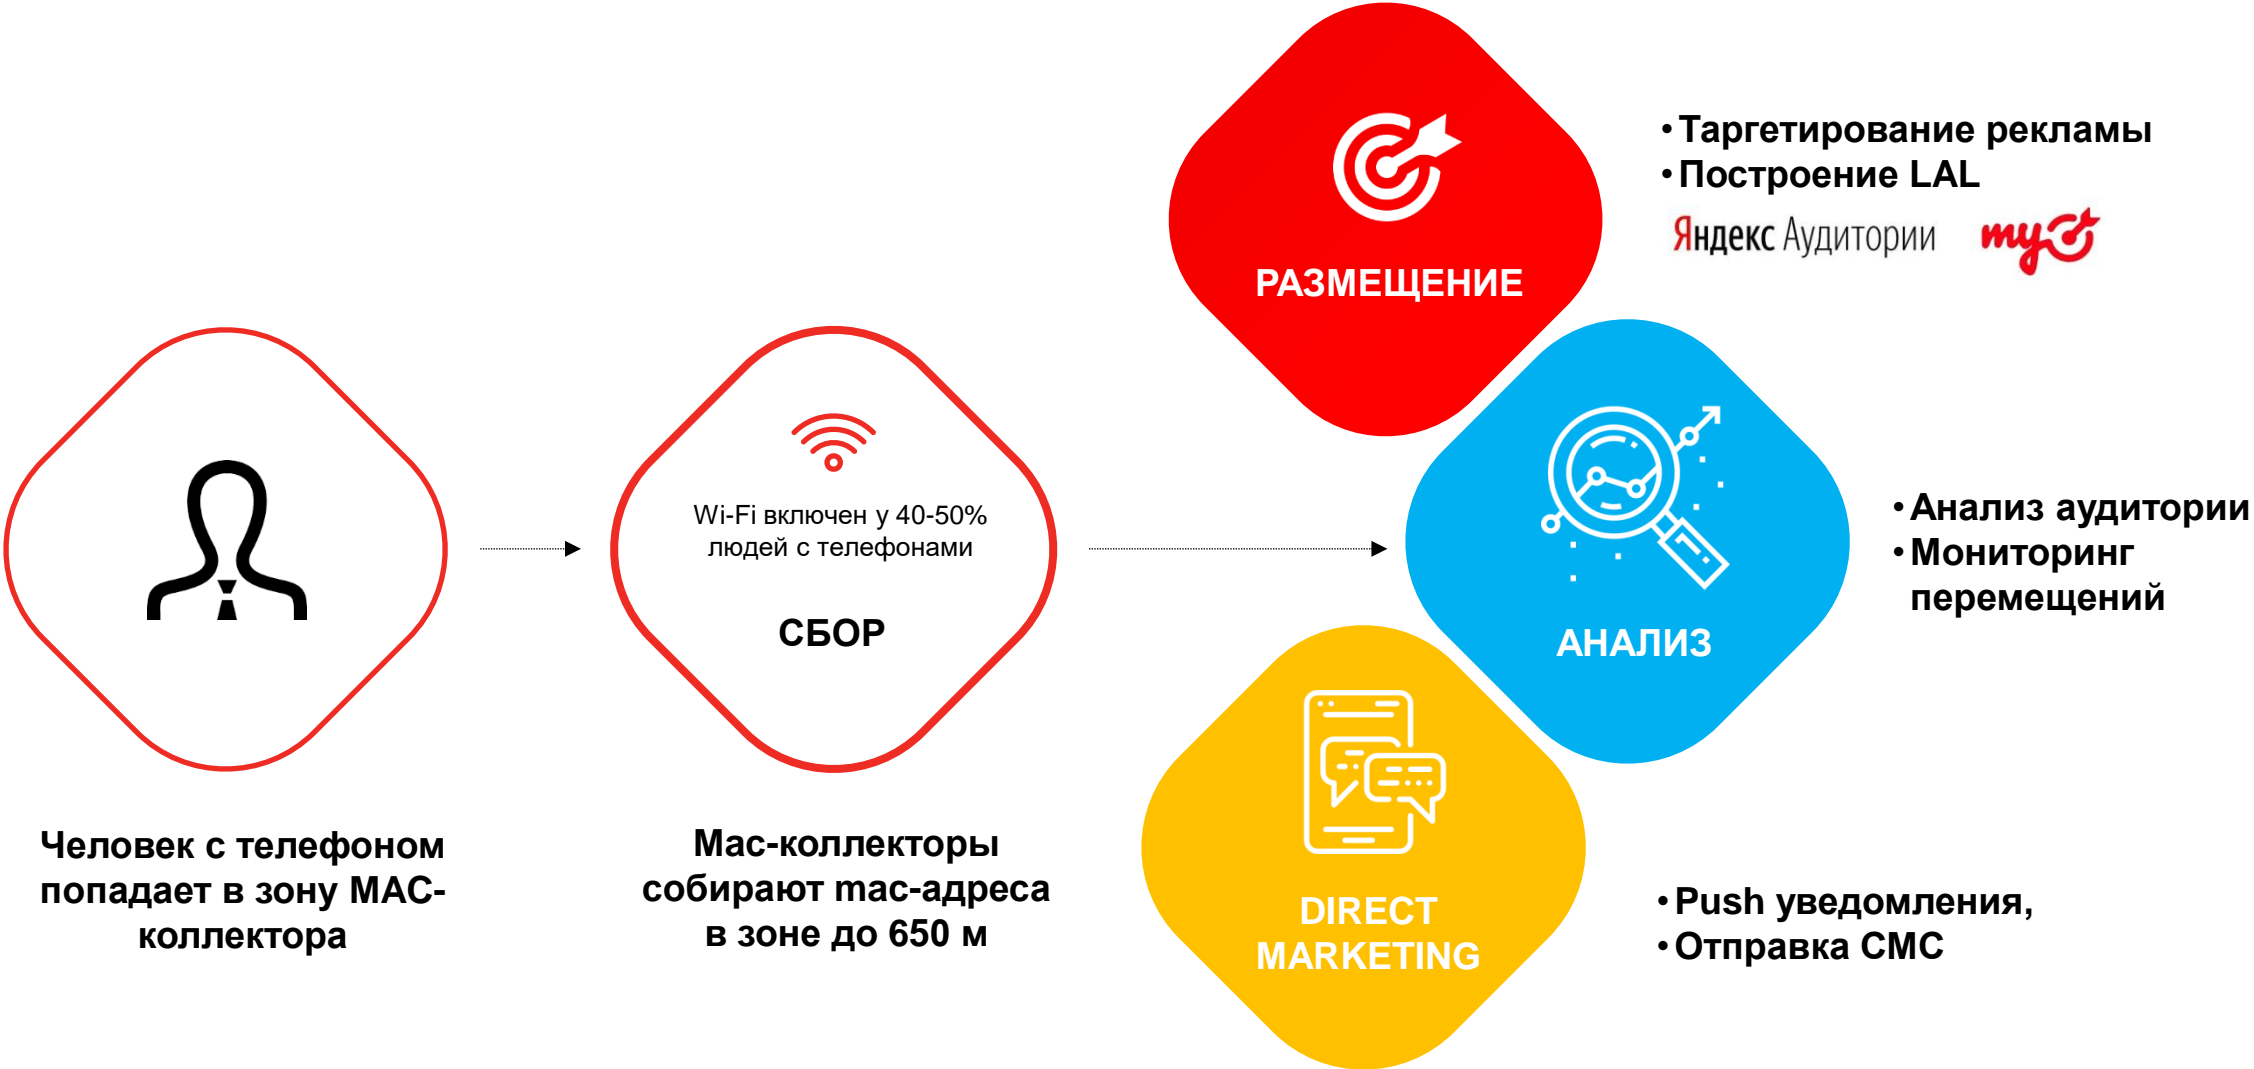 Человек с телефоном
попадает в зону МАС-
коллектора
Wi-Fi включен у 40-50%
людей с телефонами
СБОР
Мас-коллекторы
собирают mac-адреса
в зоне до 650 м
РАЗМЕЩЕНИЕ
• Таргетирование рекламы
• Построение LAL
Яндекс Аудитории
my
АНАЛИЗ
• Анализ аудитории
• Мониторинг
перемещений
DIRECT
MARKETING
• Push уведомления,
• Отправка СМС